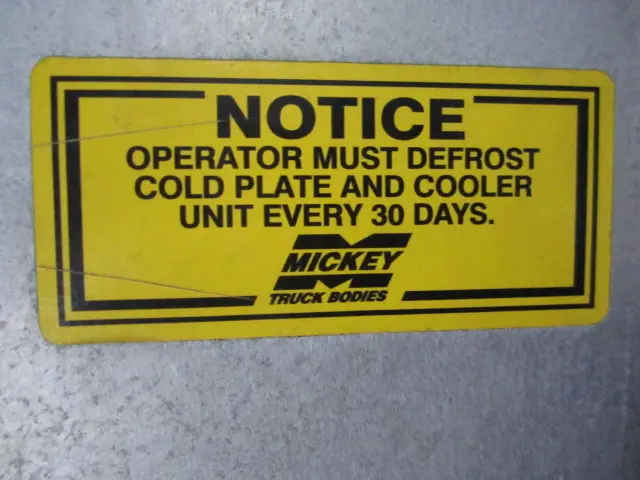 NOTICE
OPERATOR MUST DEFROST
COLD PLATE AND COOLER
UNIT EVERY 30 DAYS.
MICKEY
TRUCK BODIES